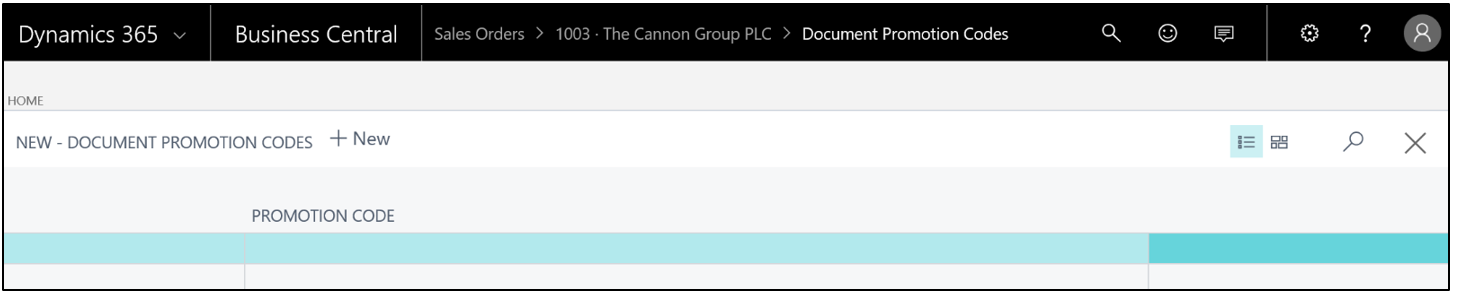 Dynamics 365 Business Central Sales Orders > 1003 · The Cannon Group PLC > Document Promotion Codes ?
HOME
NEW - DOCUMENT PROMOTION CODES + New
PROMOTION CODE